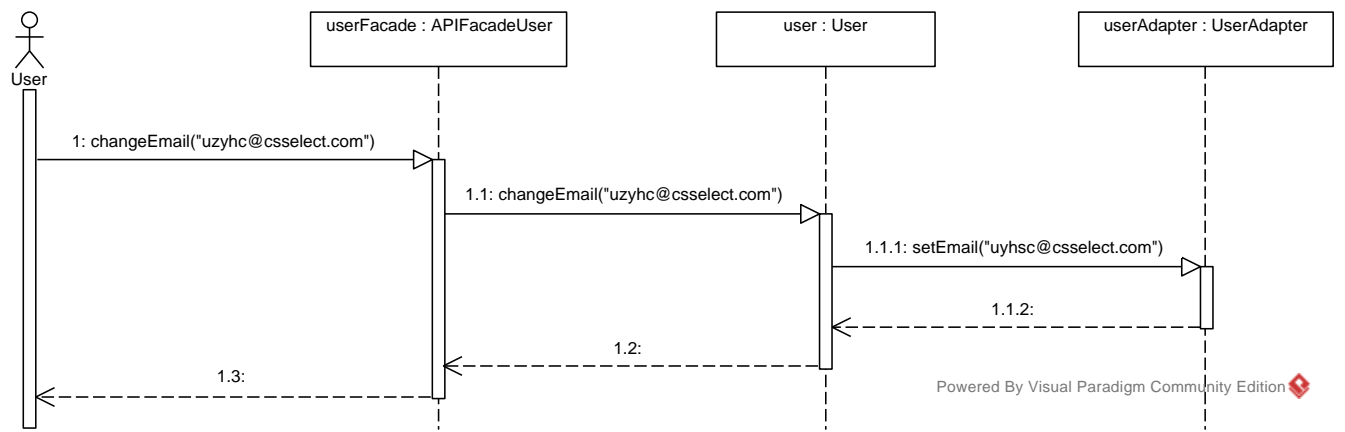 userFacade : APIFacadeUser
user : User
userAdapter : UserAdapter
User
1: changeEmail("uzyhc@csselect.com")
1.1: changeEmail("uzyhc@csselect.com")
1.1.1: setEmail("uyhsc@csselect.com")
1.1.2:
1.2:
1.3:
Powered By Visual Paradigm Community Edition